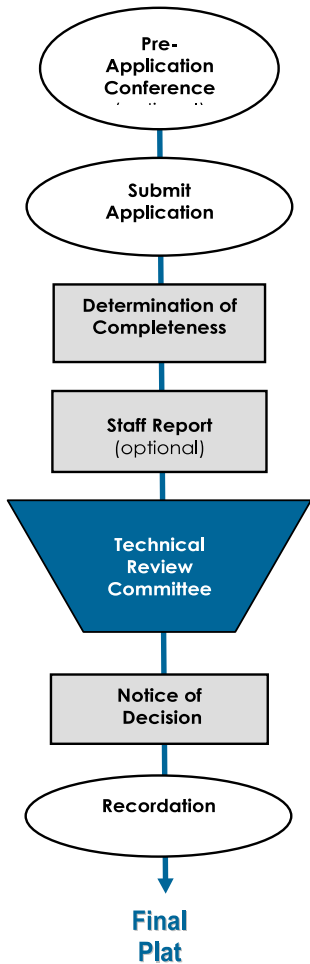 Pre-
Application
Conference
Submit
Application
Determination of
Completeness
Staff Report
(optional)
Technical
Review
Committee
Notice of
Decision
Recordation
Final
Plat